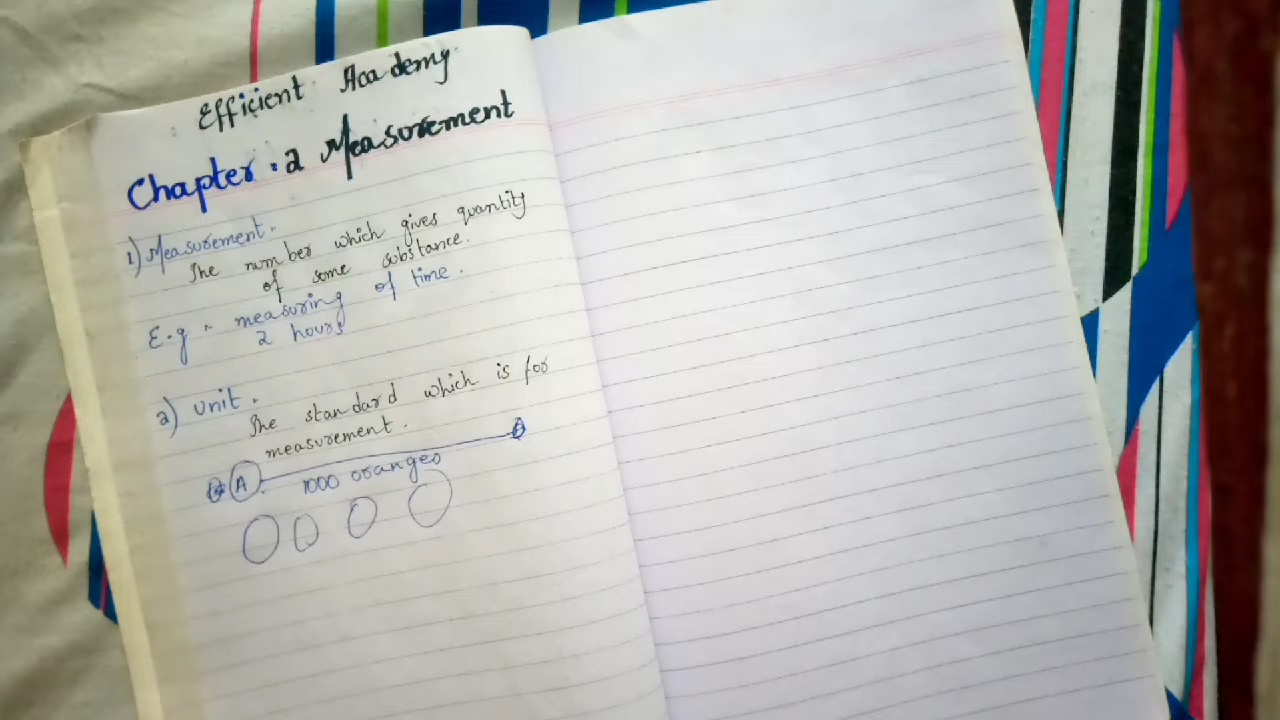 Efficient Academy
Chapter : 2 Measurement
1) Measurement :
The number which gives quantity
of some substance.
E.g :- measuring of time.
2 hours
2) Unit :
The standard which is for
measurement.
A 1000 oranges